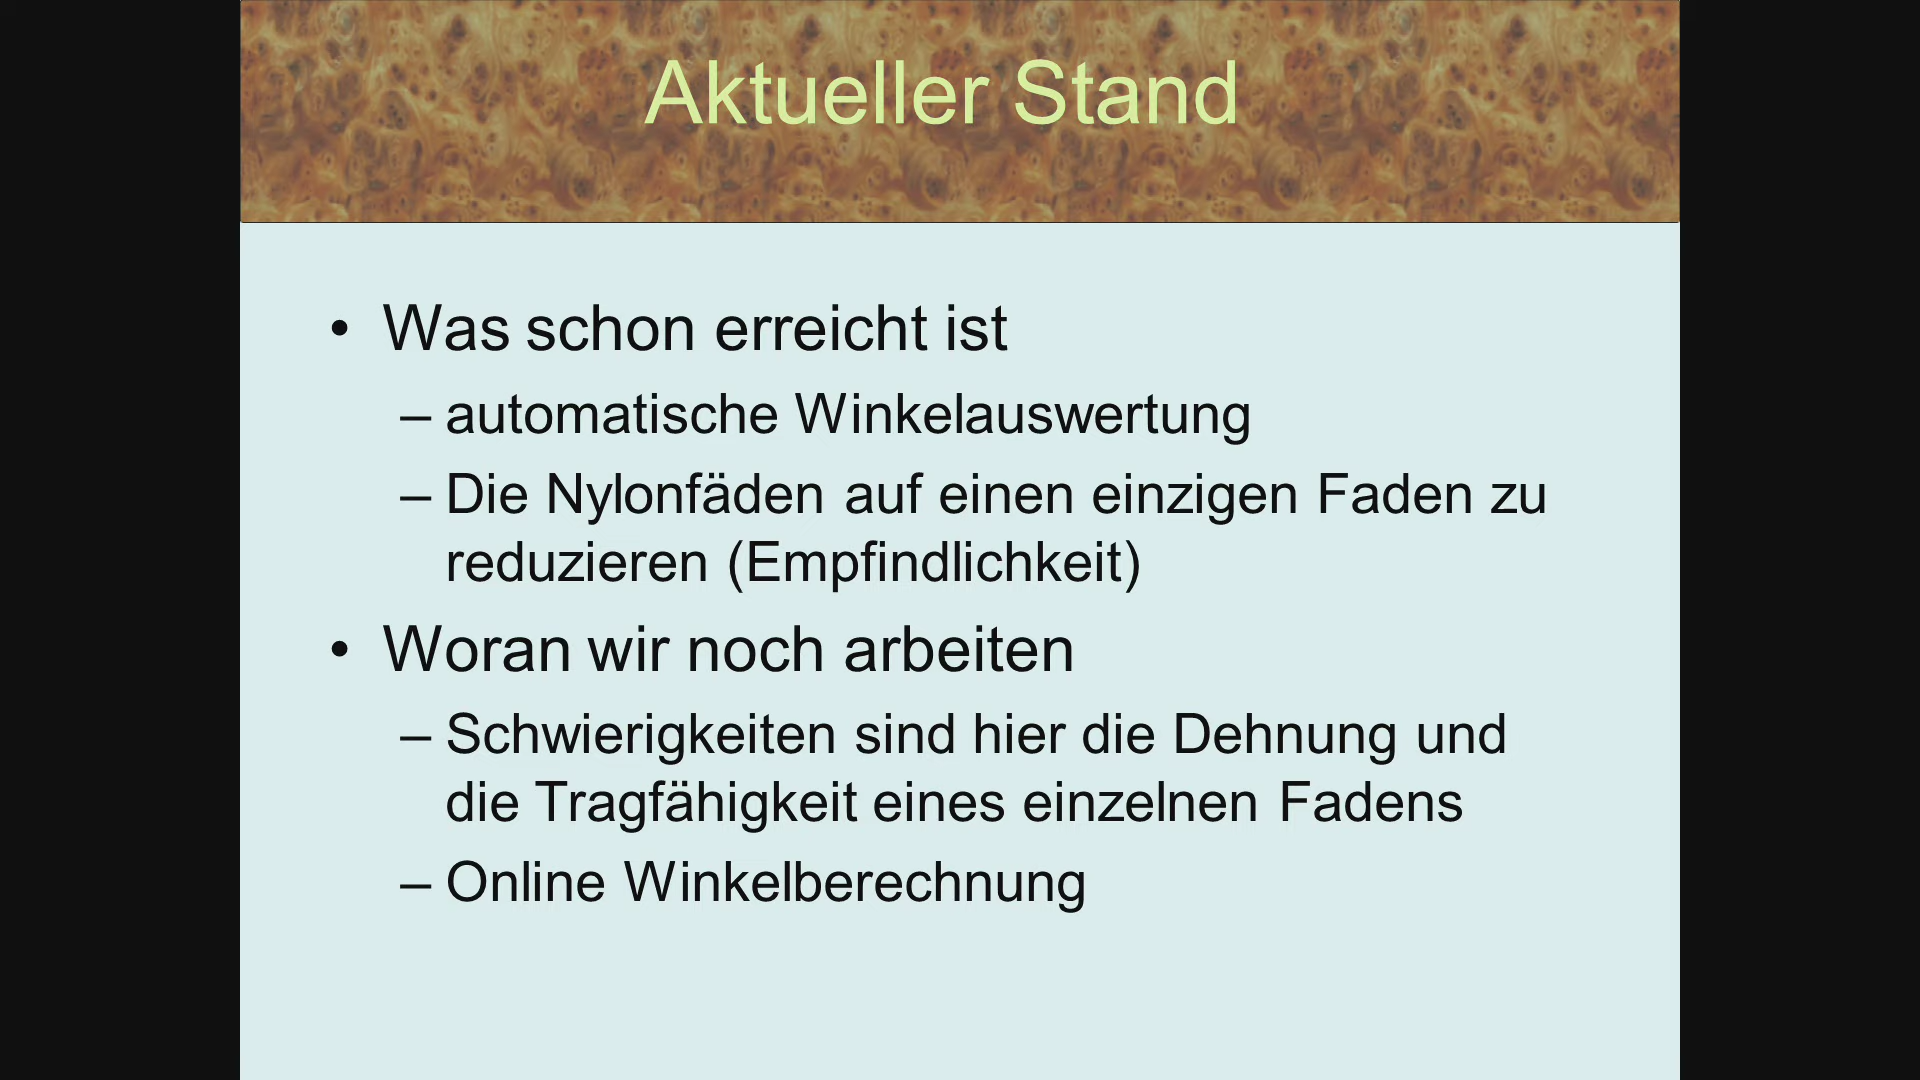 Aktueller Stand
• Was schon erreicht ist
– automatische Winkelauswertung
– Die Nylonfäden auf einen einzigen Faden zu
reduzieren (Empfindlichkeit)
• Woran wir noch arbeiten
– Schwierigkeiten sind hier die Dehnung und
die Tragfähigkeit eines einzelnen Fadens
– Online Winkelberechnung